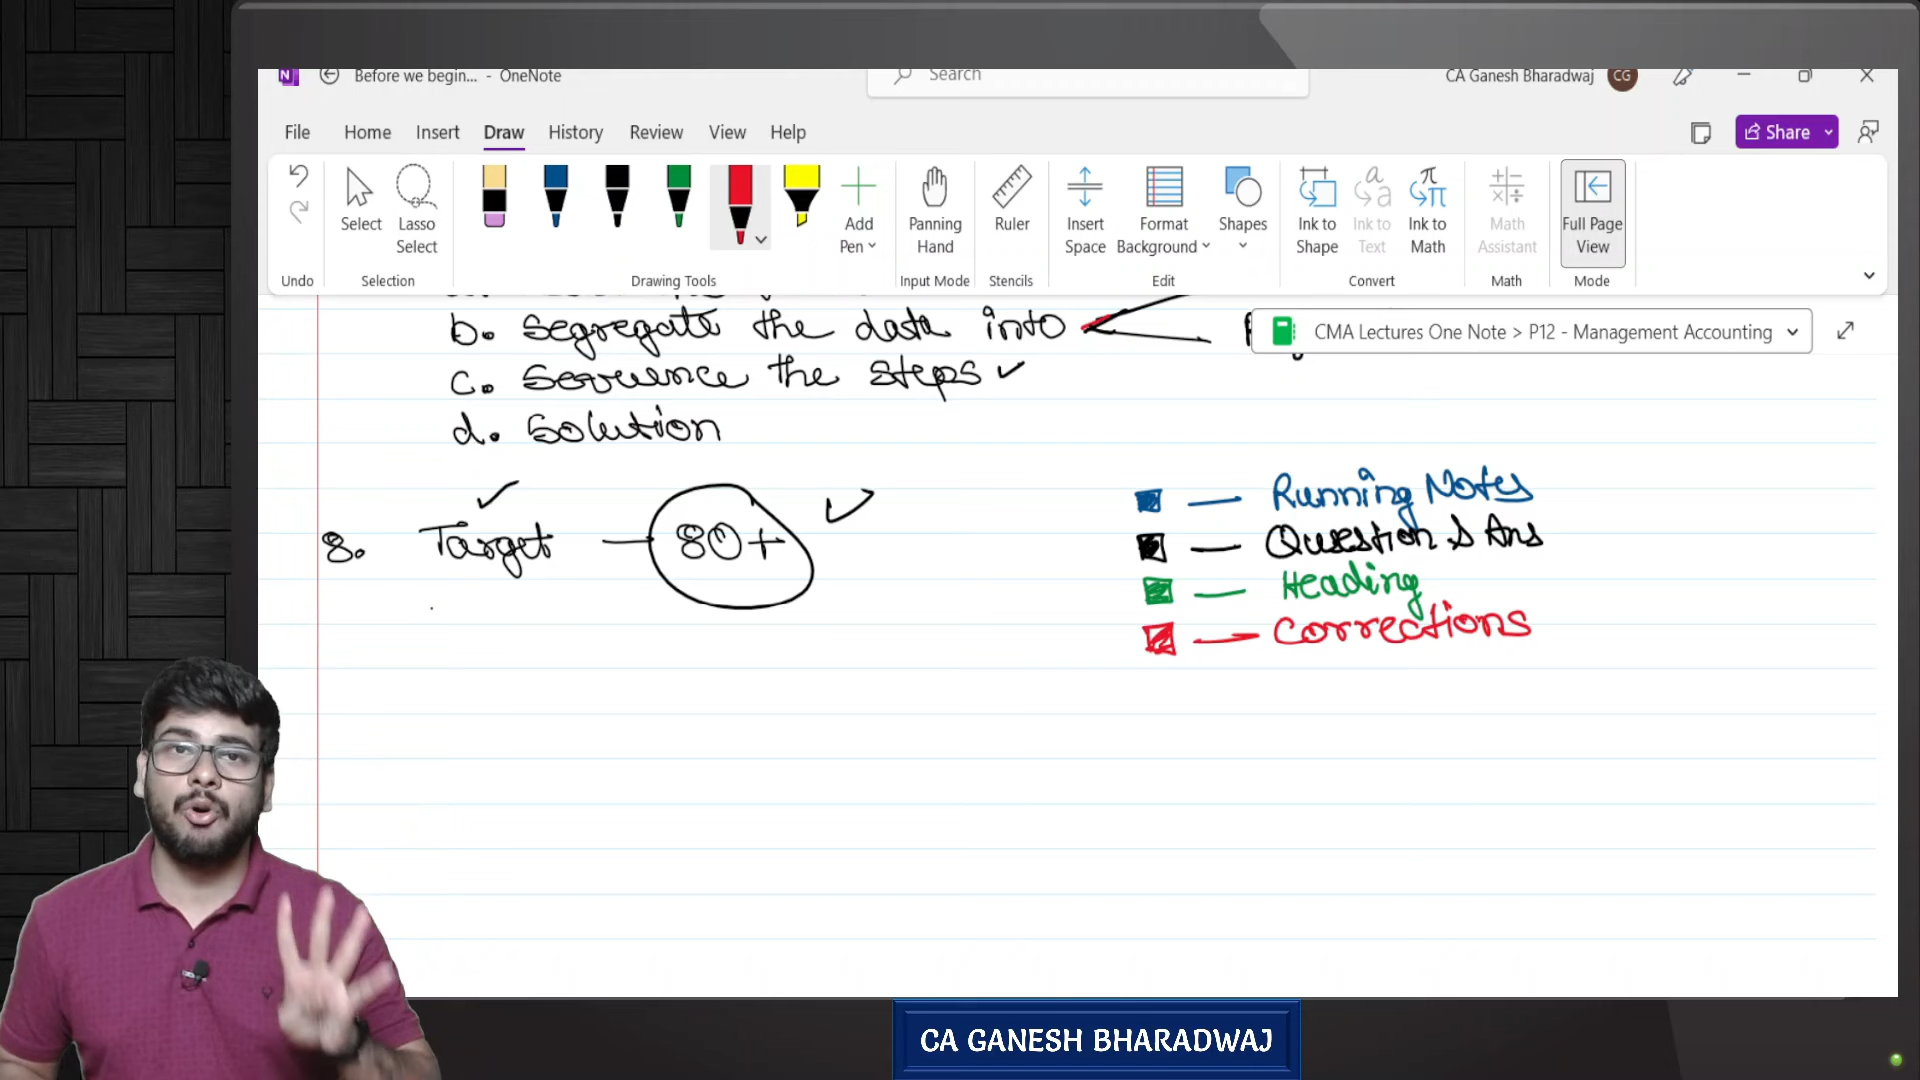 Before we begin... - OneNote
Search
CA Ganesh Bharadwaj
CG
File Home Insert Draw History Review View Help
Share
Select
Lasso Select
Add Pen
Panning Hand
Ruler
Insert Space
Format Background
Shapes
Ink to Shape
Ink to Text
Ink to Math
Math Assistant
Full Page View
Undo
Selection
Drawing Tools
Input Mode
Stencils
Edit
Convert
Math
Mode
CMA Lectures One Note > P12 - Management Accounting
b. Segregate the data into
c. Sequence the steps
d. Solution
8. Target — 80+
— Running Notes
— Question & Ans
— Heading
— Corrections
CA GANESH BHARADWAJ